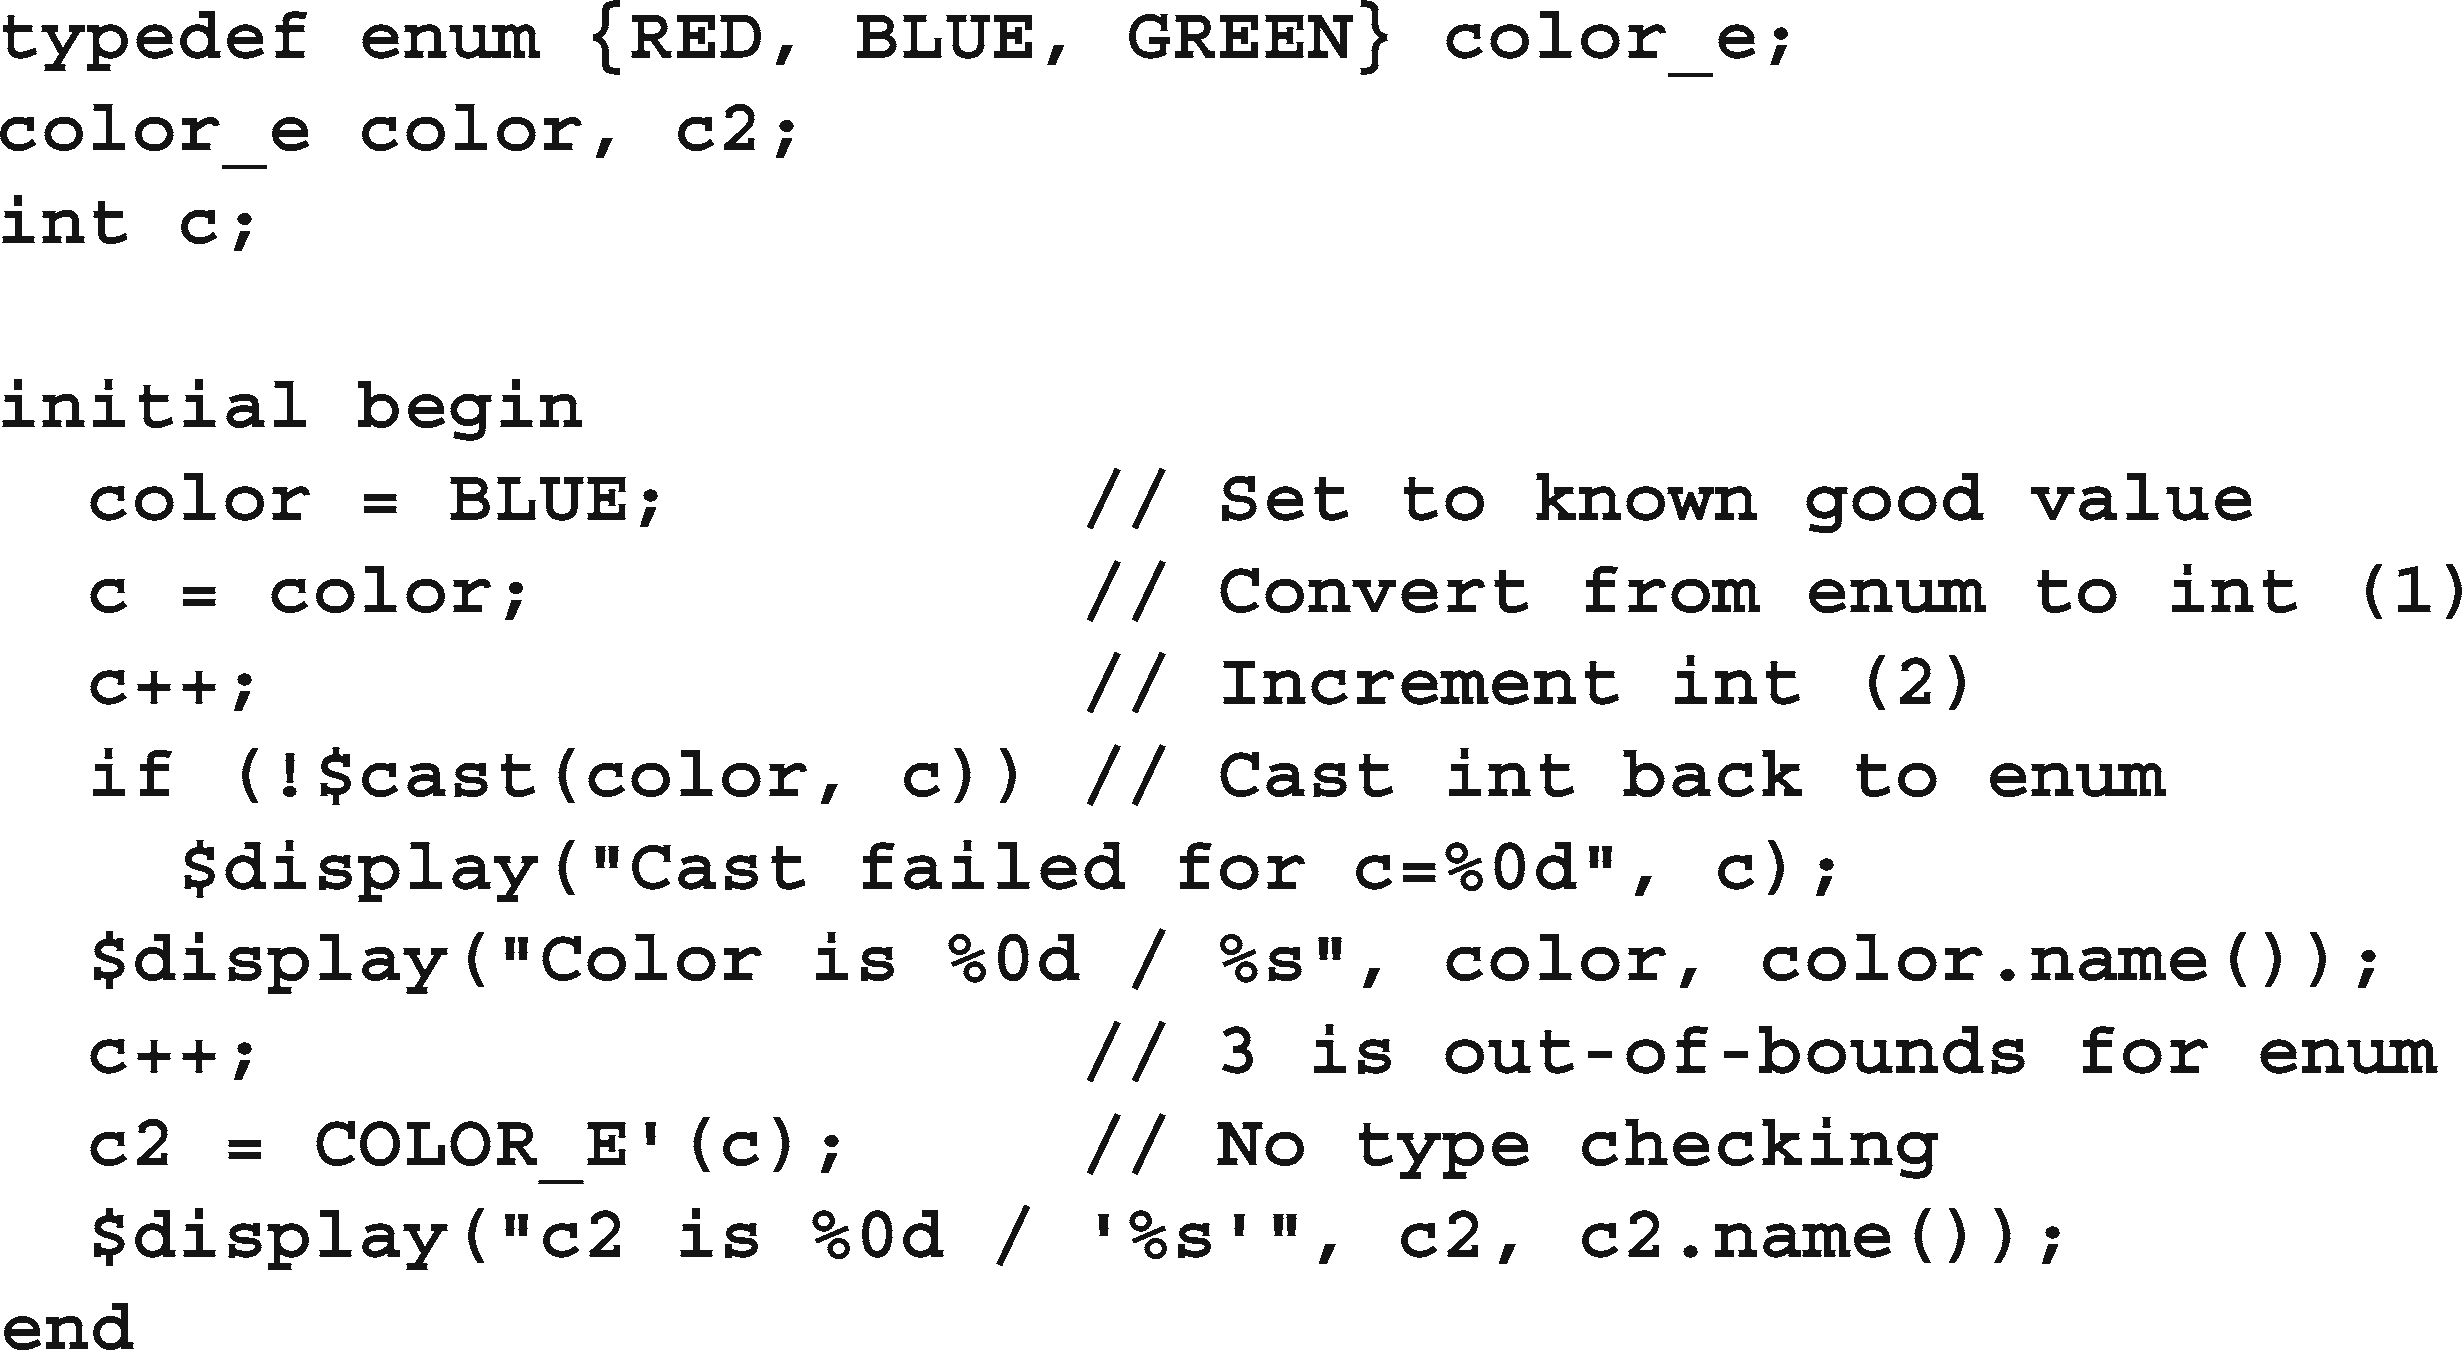 typedef enum {RED, BLUE, GREEN} color_e;
color_e color, c2;
int c;
initial begin
  color = BLUE;                   // Set to known good value
  c = color;                         // Convert from enum to int (1)
  c++;                                     // Increment int (2)
  if (!$cast(color, c)) // Cast int back to enum
    $display("Cast failed for c=%0d", c);
  $display("Color is %0d / %s", color, color.name());
  c++;                                     // 3 is out-of-bounds for enum
  c2 = COLOR_E'(c);           // No type checking
  $display("c2 is %0d / '%s'", c2, c2.name());
end